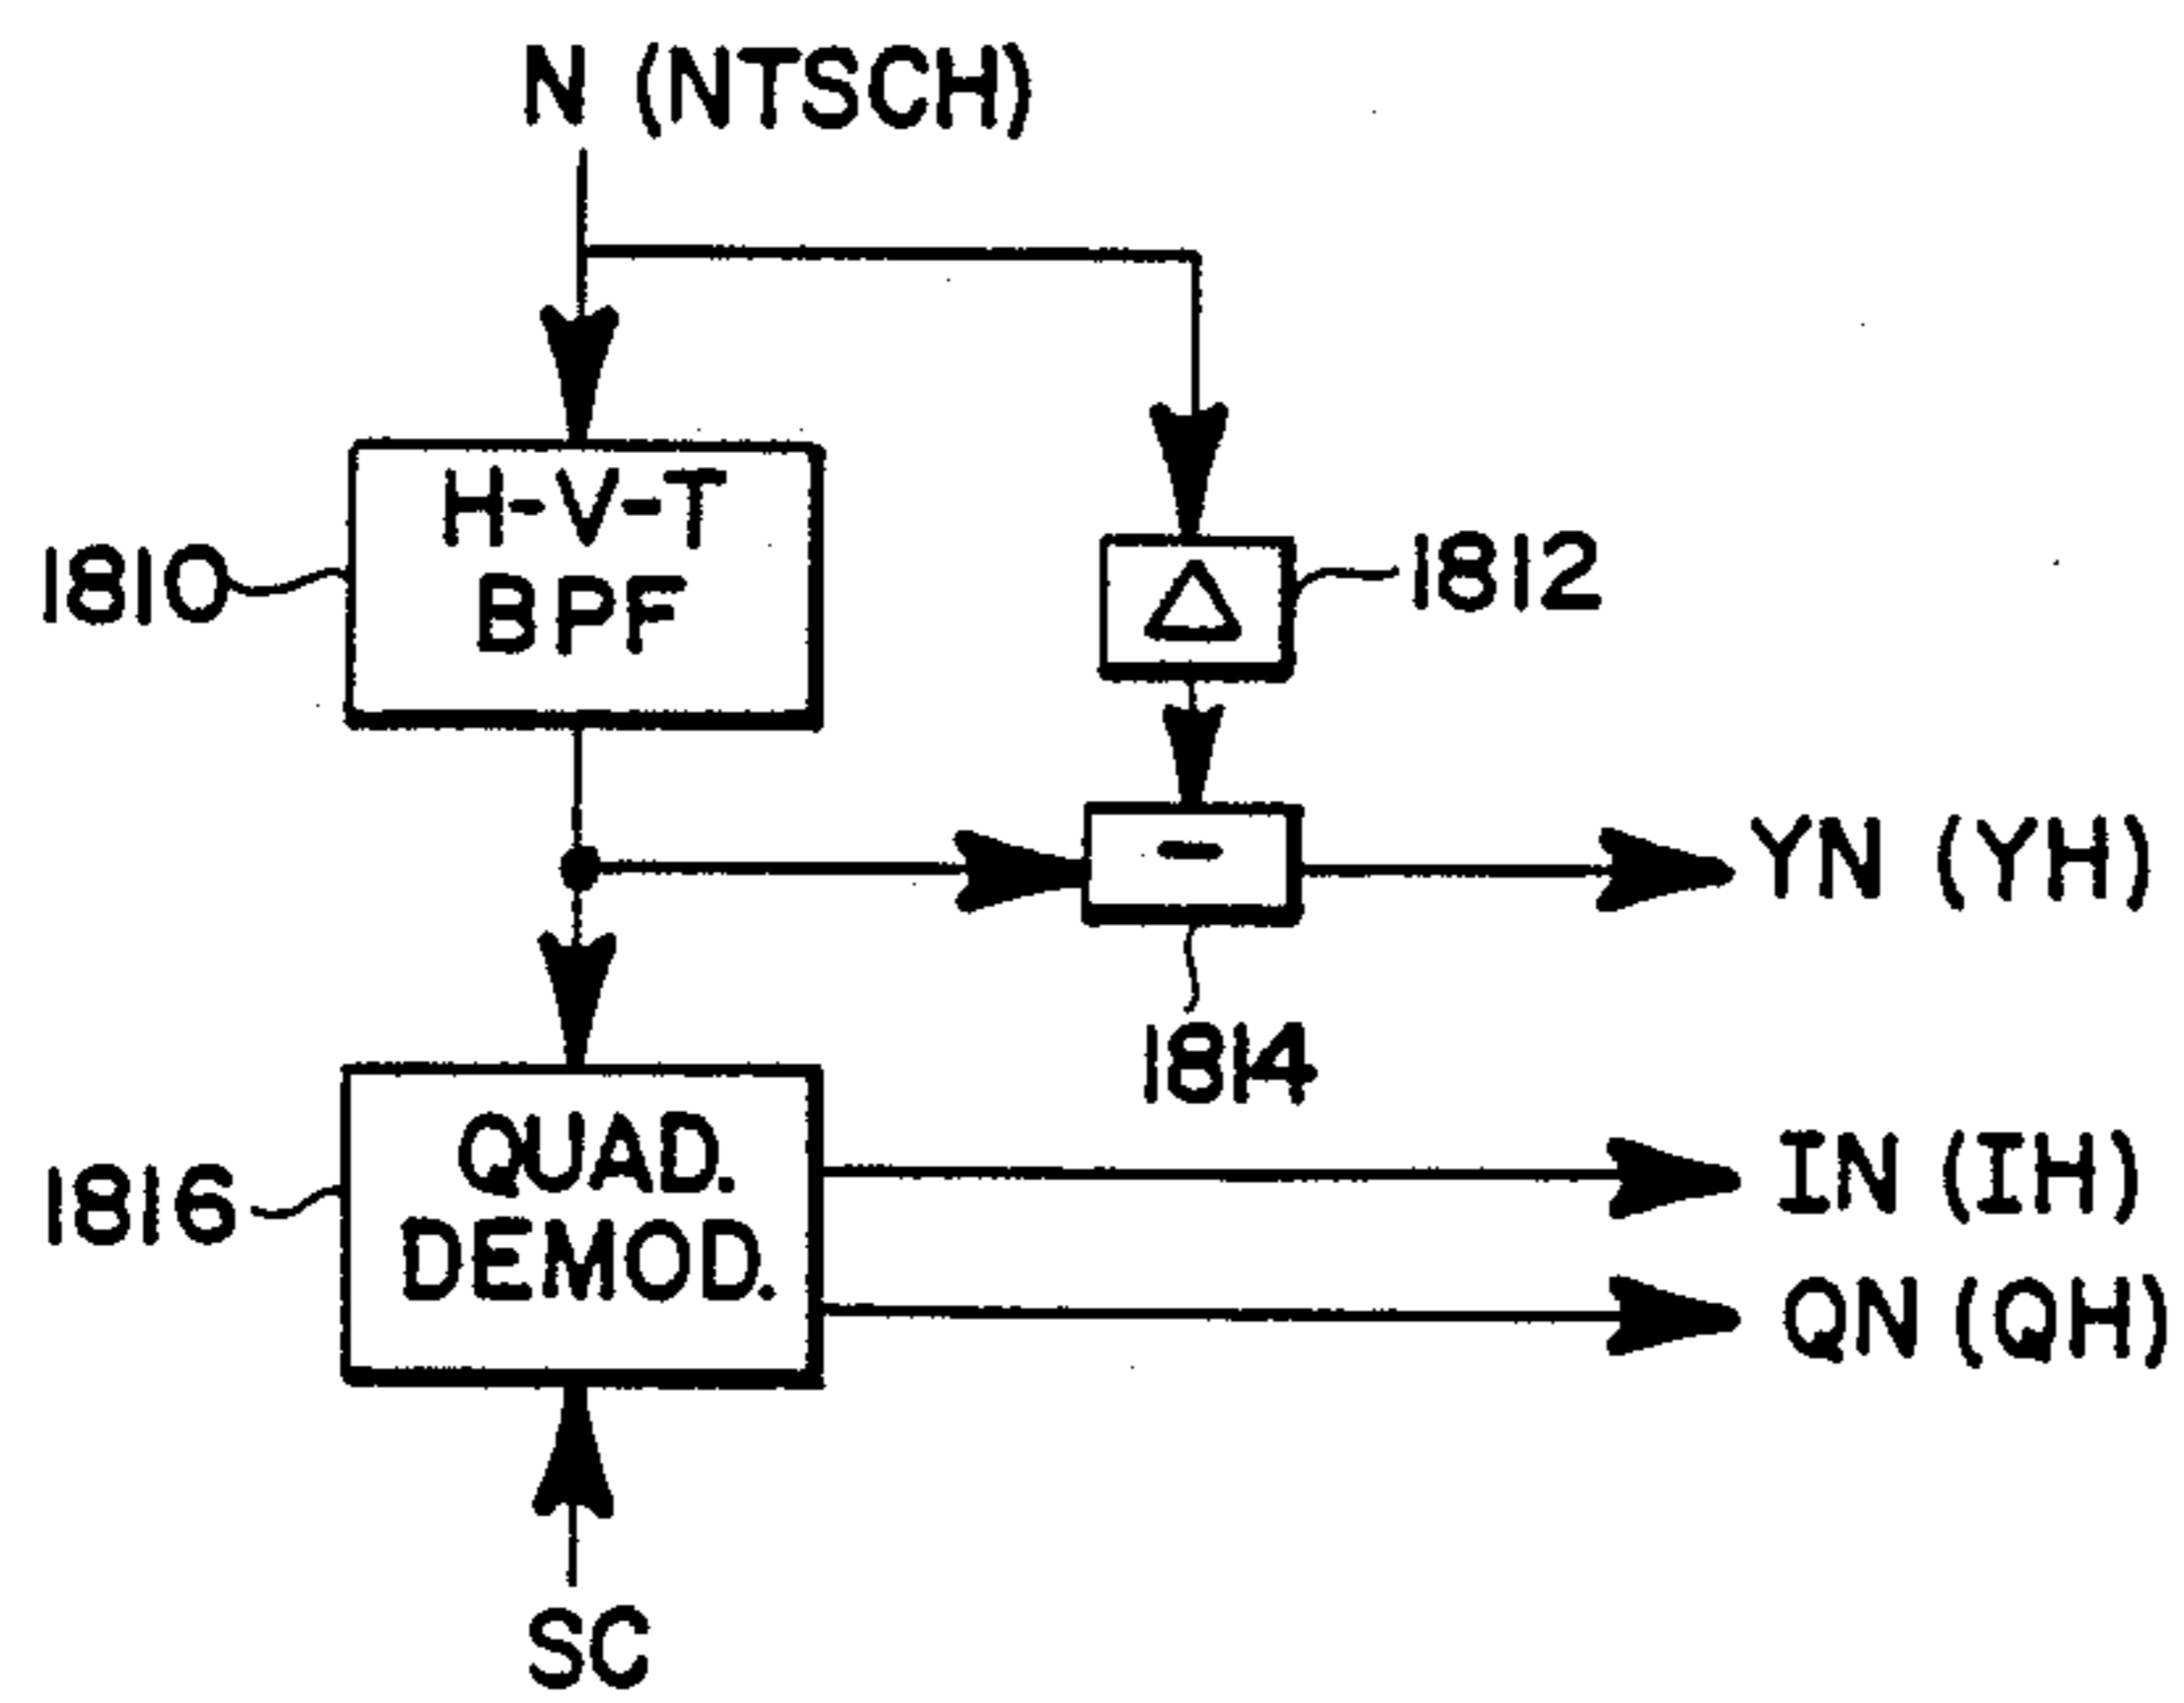 N (NTSCH)
H-V-T
BPF
1810
△
1812
-
YN (YH)
1814
QUAD.
DEMOD.
1816
IN (IH)
QN (QH)
SC